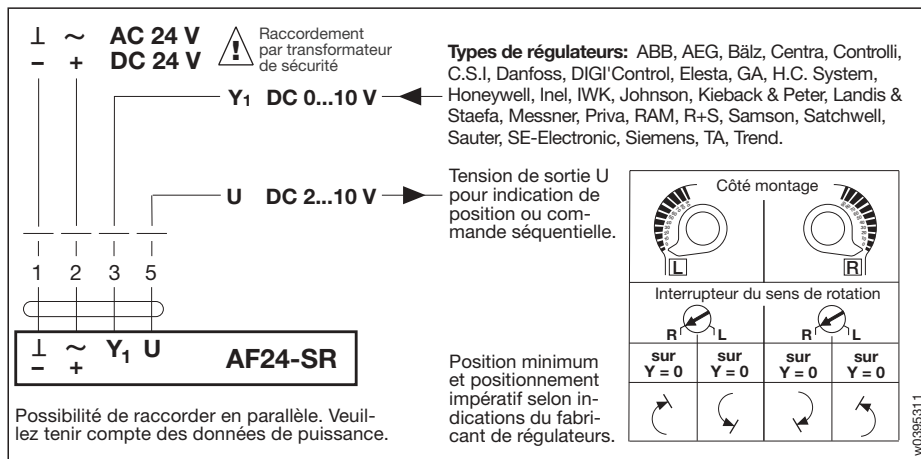 ⊥ ~ AC 24 V
– + DC 24 V
Raccordement
par transformateur
de sécurité
Y1 DC 0...10 V
Types de régulateurs: ABB, AEG, Bälz, Centra, Controlli,
C.S.I, Danfoss, DIGI'Control, Elesta, GA, H.C. System,
Honeywell, Inel, IWK, Johnson, Kieback & Peter, Landis &
Staefa, Messner, Priva, RAM, R+S, Samson, Satchwell,
Sauter, SE-Electronic, Siemens, TA, Trend.
U DC 2...10 V
Tension de sortie U
pour indication de
position ou com-
mande séquentielle.
1 2 3 5
⊥ ~ Y1 U
– +
AF24-SR
Possibilité de raccorder en parallèle. Veuil-
lez tenir compte des données de puissance.
Position minimum
et positionnement
impératif selon in-
dications du fabri-
cant de régulateurs.
Côté montage
L R
Interrupteur du sens de rotation
R L R L
sur sur sur sur
Y = 0 Y = 0 Y = 0 Y = 0
w0395311